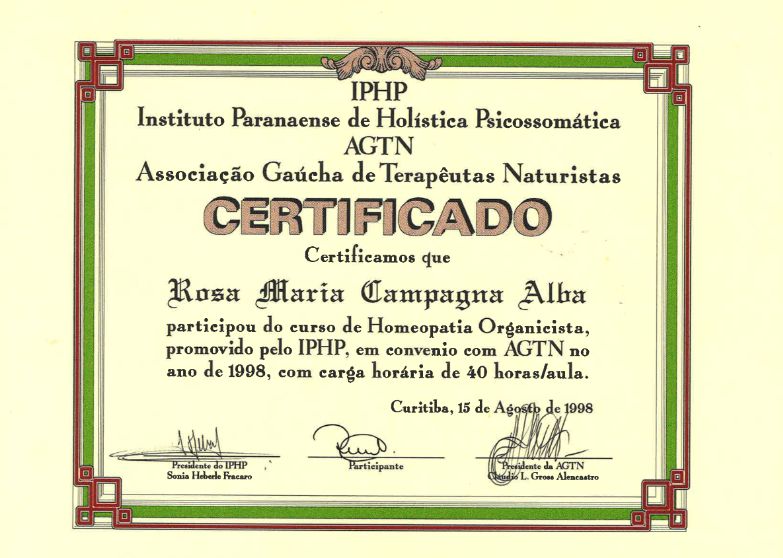 IPHP
Instituto Paranaense de Holística Psicossomática
AGTN
Associação Gaúcha de Terapêutas Naturistas
CERTIFICADO
Certificamos que
Rosa Maria Campagna Alba
participou do curso de Homeopatia Organicista,
promovido pelo IPHP, em convenio com AGTN no
ano de 1998, com carga horária de 40 horas/aula.
Curitiba, 15 de Agosto de 1998
Presidente do IPHP
Sonia Heberle Fracaro
Participante
Presidente da AGTN
Claudio L. Gross Alencastro